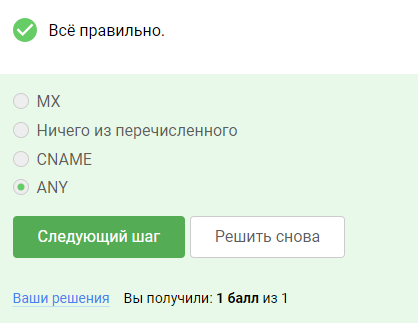 Всё правильно.
MX
Ничего из перечисленного
CNAME
ANY
Следующий шаг
Решить снова
Ваши решения Вы получили: 1 балл из 1